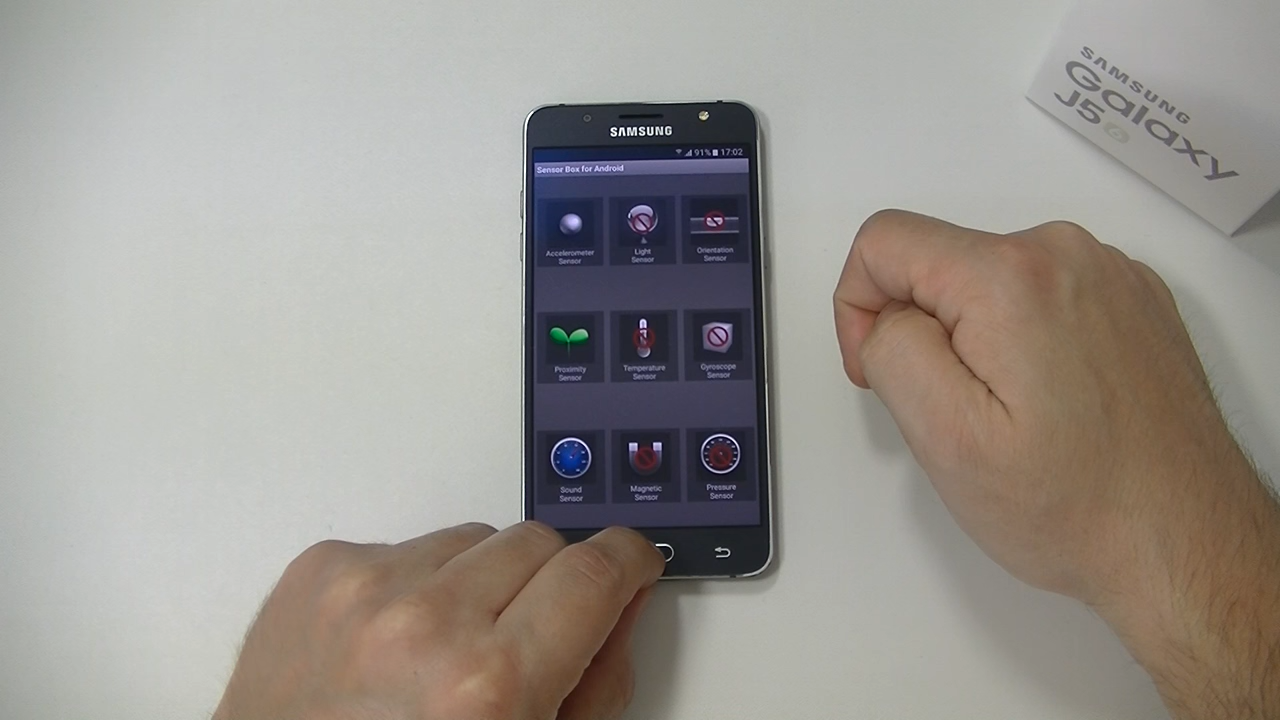 SAMSUNG
91% 17:02
Sensor Box for Android
Accelerometer
Sensor
Light
Sensor
Orientation
Sensor
Proximity
Sensor
Temperature
Sensor
Gyroscope
Sensor
Sound
Sensor
Magnetic
Sensor
Pressure
Sensor
SAMSUNG
Galaxy
J5